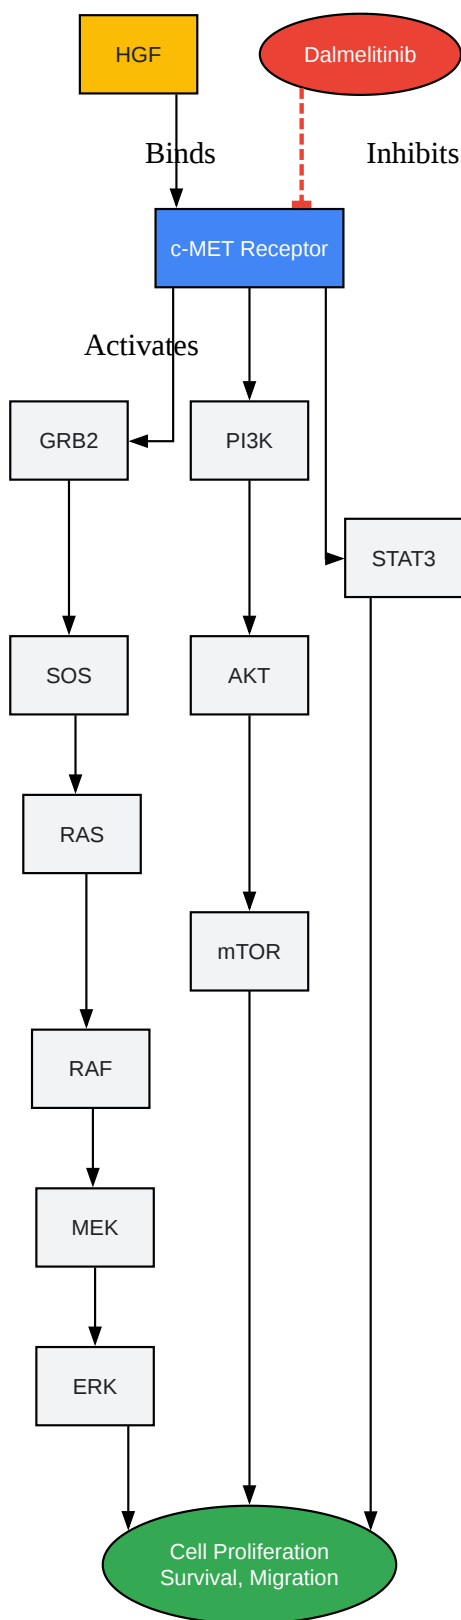 HGF
Dalmelitinib
Binds
Inhibits
c-MET Receptor
Activates
GRB2
PI3K
STAT3
SOS
AKT
RAS
mTOR
RAF
MEK
ERK
Cell Proliferation
Survival, Migration